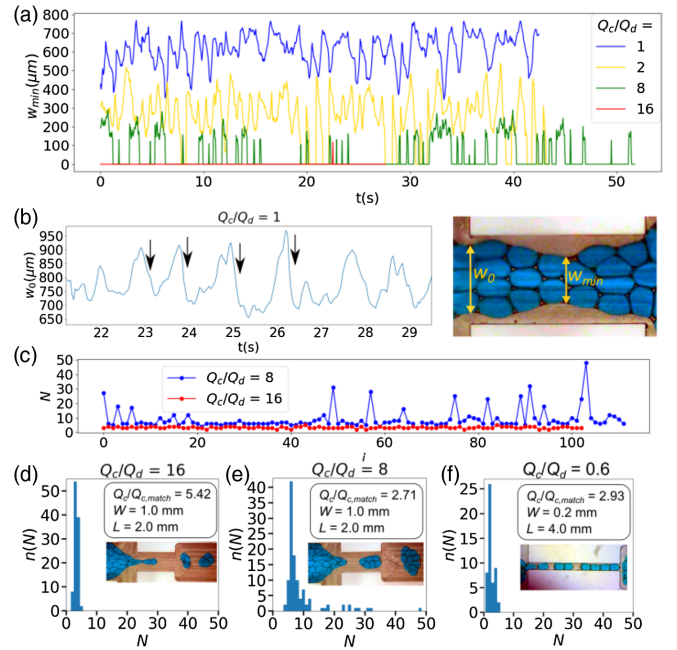 (a)
800
700
600
500
400
300
200
100
0
w_min(μm)
0 10 20 30 40 50
t(s)
Q_c/Q_d =
1
2
8
16
(b)
Q_c/Q_d = 1
950
900
850
800
750
700
650
w_0(μm)
22 23 24 25 26 27 28 29
t(s)
w_0
w_min
(c)
50
40
30
20
10
0
N
Q_c/Q_d = 8
Q_c/Q_d = 16
0 20 40 60 80 100
i
(d)
Q_c/Q_d = 16
50
40
30
20
10
0
n(N)
Q_c/Q_c,match = 5.42
W = 1.0 mm
L = 2.0 mm
0 10 20 30 40 50
N
(e)
Q_c/Q_d = 8
40
35
30
25
20
15
10
5
0
n(N)
Q_c/Q_c,match = 2.71
W = 1.0 mm
L = 2.0 mm
0 10 20 30 40 50
N
(f)
Q_c/Q_d = 0.6
25
20
15
10
5
0
n(N)
Q_c/Q_c,match = 2.93
W = 0.2 mm
L = 4.0 mm
0 10 20 30 40 50
N